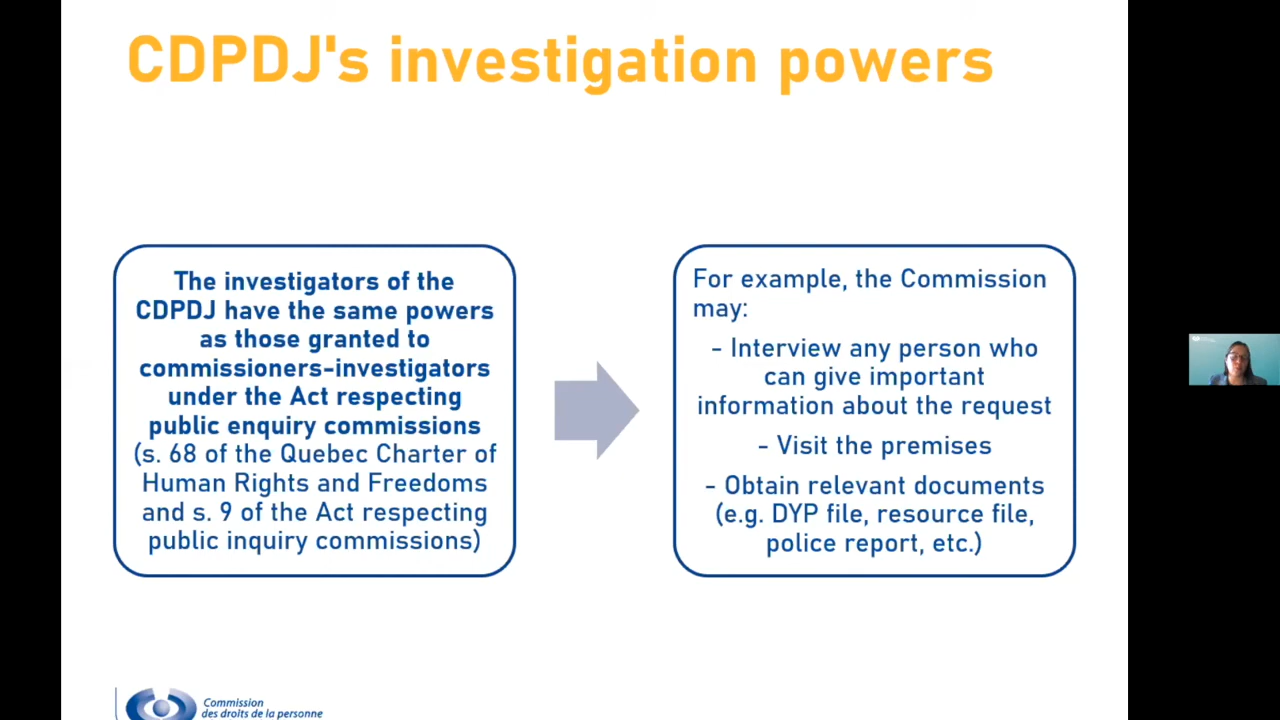 CDPDJ's investigation powers
The investigators of the
CDPDJ have the same powers
as those granted to
commissioners-investigators
under the Act respecting
public enquiry commissions
(s. 68 of the Quebec Charter of
Human Rights and Freedoms
and s. 9 of the Act respecting
public inquiry commissions)
For example, the Commission
may:
- Interview any person who
can give important
information about the request
- Visit the premises
- Obtain relevant documents
(e.g. DYP file, resource file,
police report, etc.)
Commission
des droits de la personne